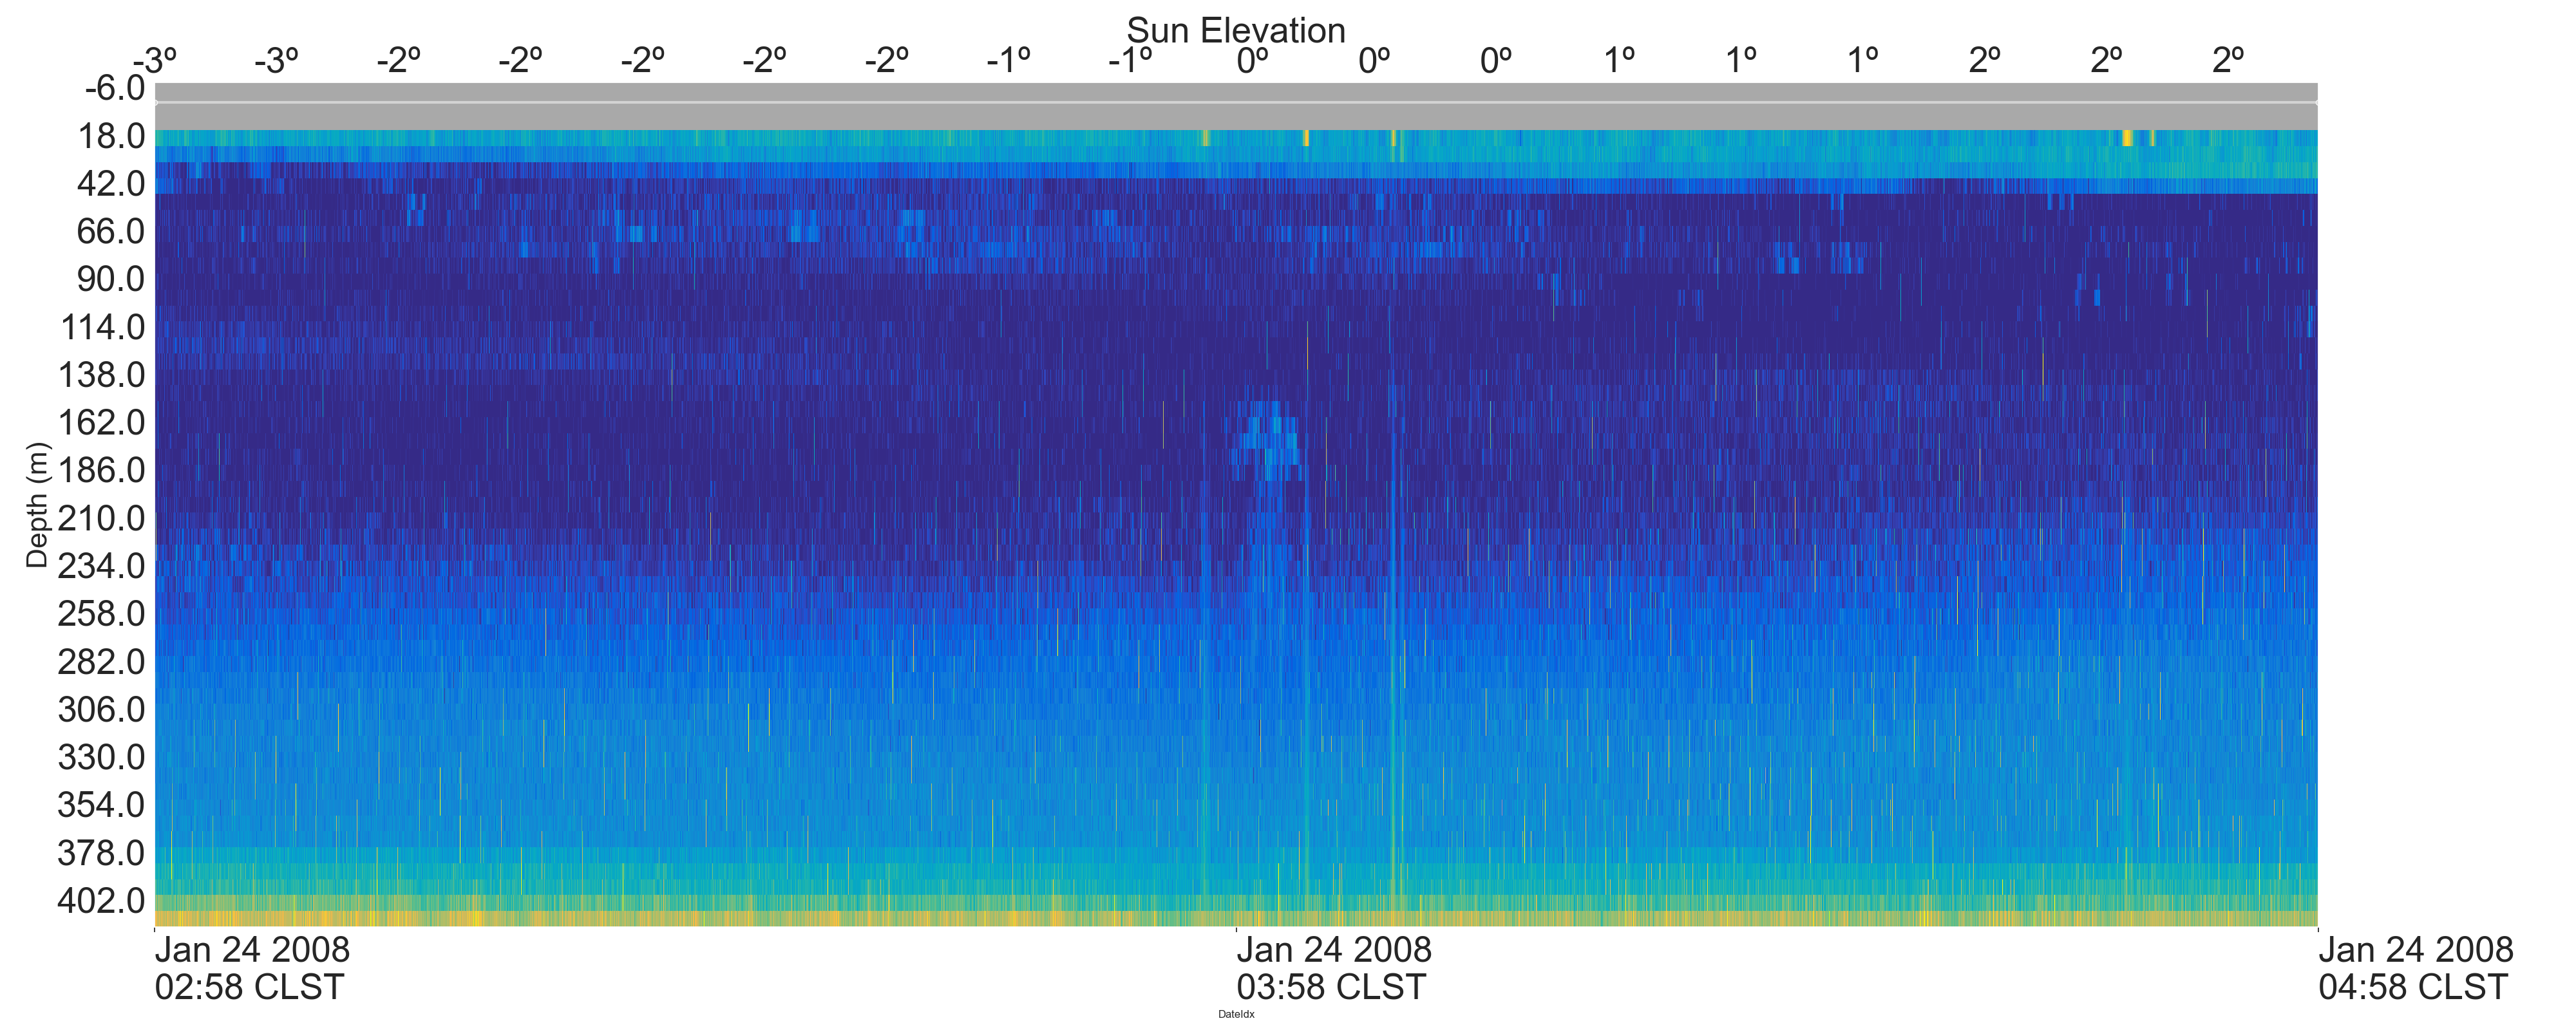 Sun Elevation
-3º -3º -2º -2º -2º -2º -2º -1º -1º 0º 0º 0º 1º 1º 1º 2º 2º 2º
-6.0
18.0
42.0
66.0
90.0
114.0
138.0
162.0
186.0
210.0
234.0
258.0
282.0
306.0
330.0
354.0
378.0
402.0
Depth (m)
Jan 24 2008
02:58 CLST
Jan 24 2008
03:58 CLST
Jan 24 2008
04:58 CLST
DateIdx